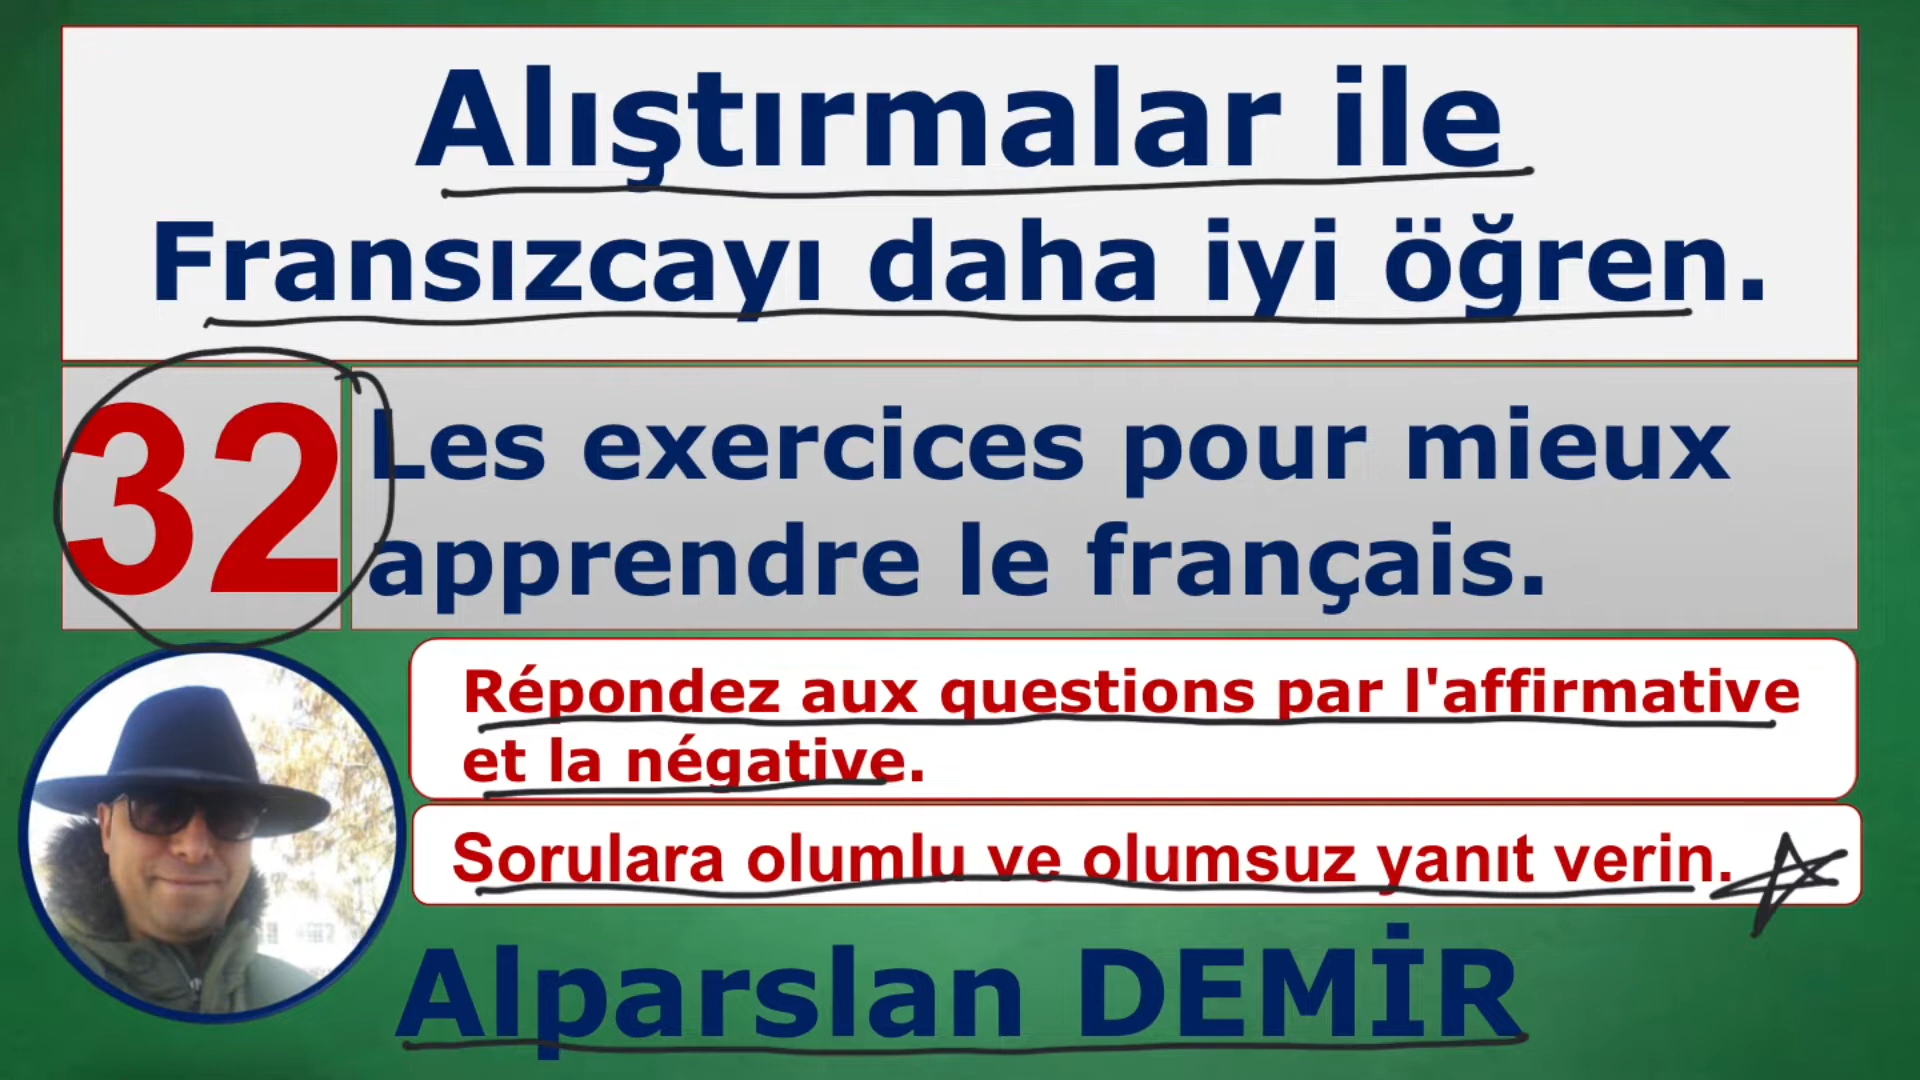 Alıştırmalar ile
Fransızcayı daha iyi öğren.
32
Les exercices pour mieux
apprendre le français.
Répondez aux questions par l'affirmative
et la négative.
Sorulara olumlu ve olumsuz yanıt verin.
Alparslan DEMİR